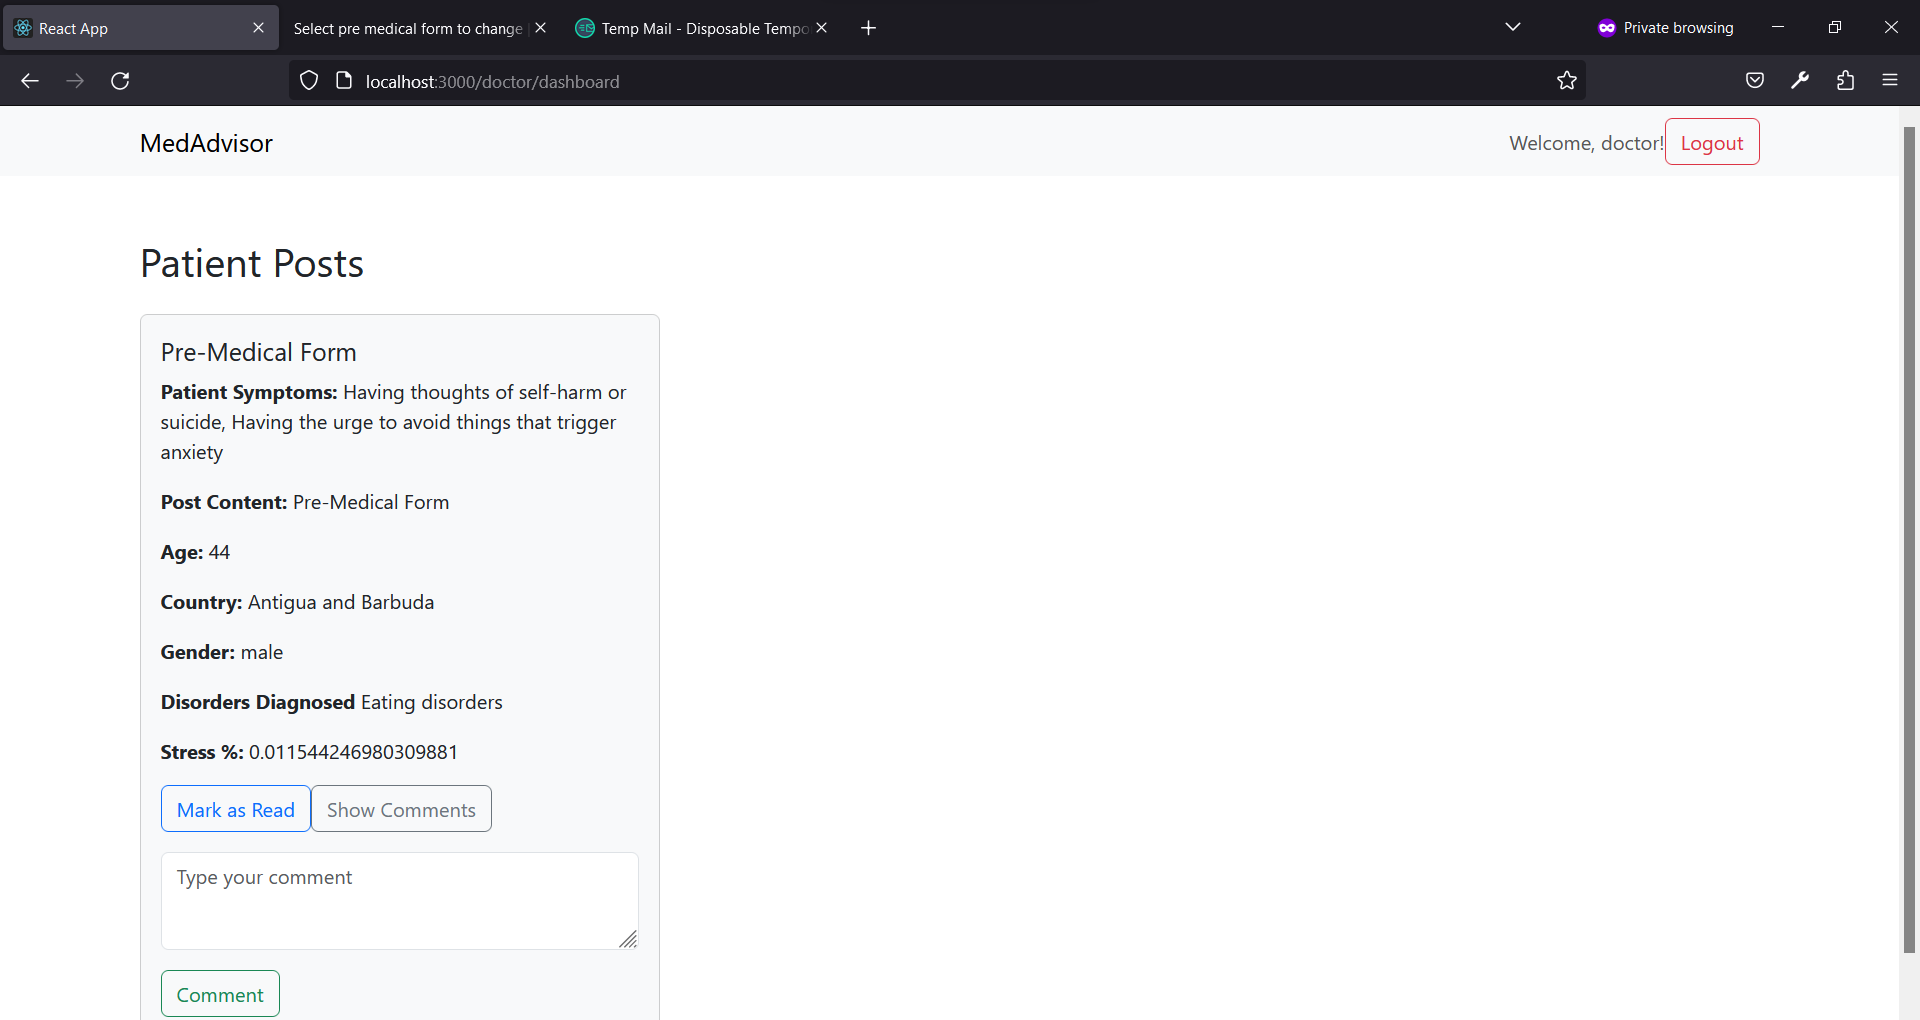 React App
Select pre medical form to change
Temp Mail - Disposable Tempo
Private browsing
localhost:3000/doctor/dashboard
MedAdvisor
Welcome, doctor!
Logout
Patient Posts
Pre-Medical Form
Patient Symptoms: Having thoughts of self-harm or
suicide, Having the urge to avoid things that trigger
anxiety
Post Content: Pre-Medical Form
Age: 44
Country: Antigua and Barbuda
Gender: male
Disorders Diagnosed Eating disorders
Stress %: 0.011544246980309881
Mark as Read
Show Comments
Type your comment
Comment